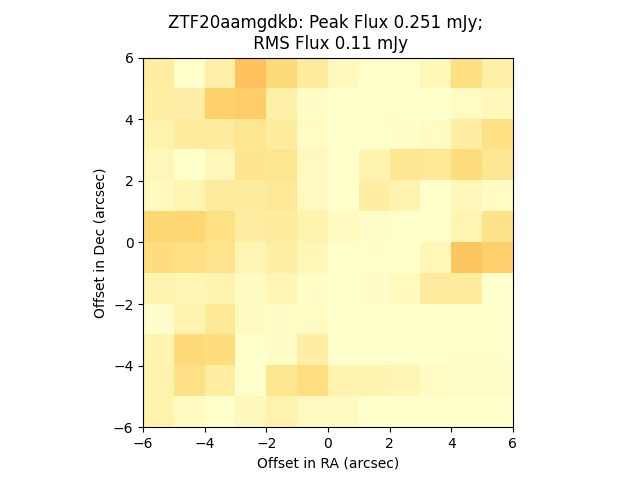 ZTF20aamgdkb: Peak Flux 0.251 mJy;
RMS Flux 0.11 mJy
6
4
2
0
−2
−4
−6
Offset in Dec (arcsec)
−6 −4 −2 0 2 4 6
Offset in RA (arcsec)